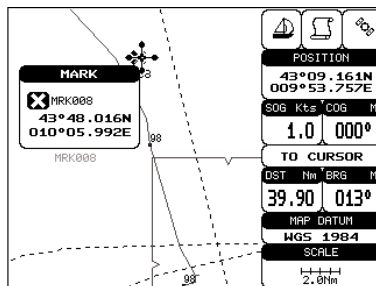 MARK
MRK008
43°48.016N
010°05.992E
MRK008
98
98
POSITION
43°09.161N
009°53.757E
SOG Kts COG M
1.0 000°
TO CURSOR
DST Nm BRG M
39.90 013°
MAP DATUM
WGS 1984
SCALE
2.0Nm